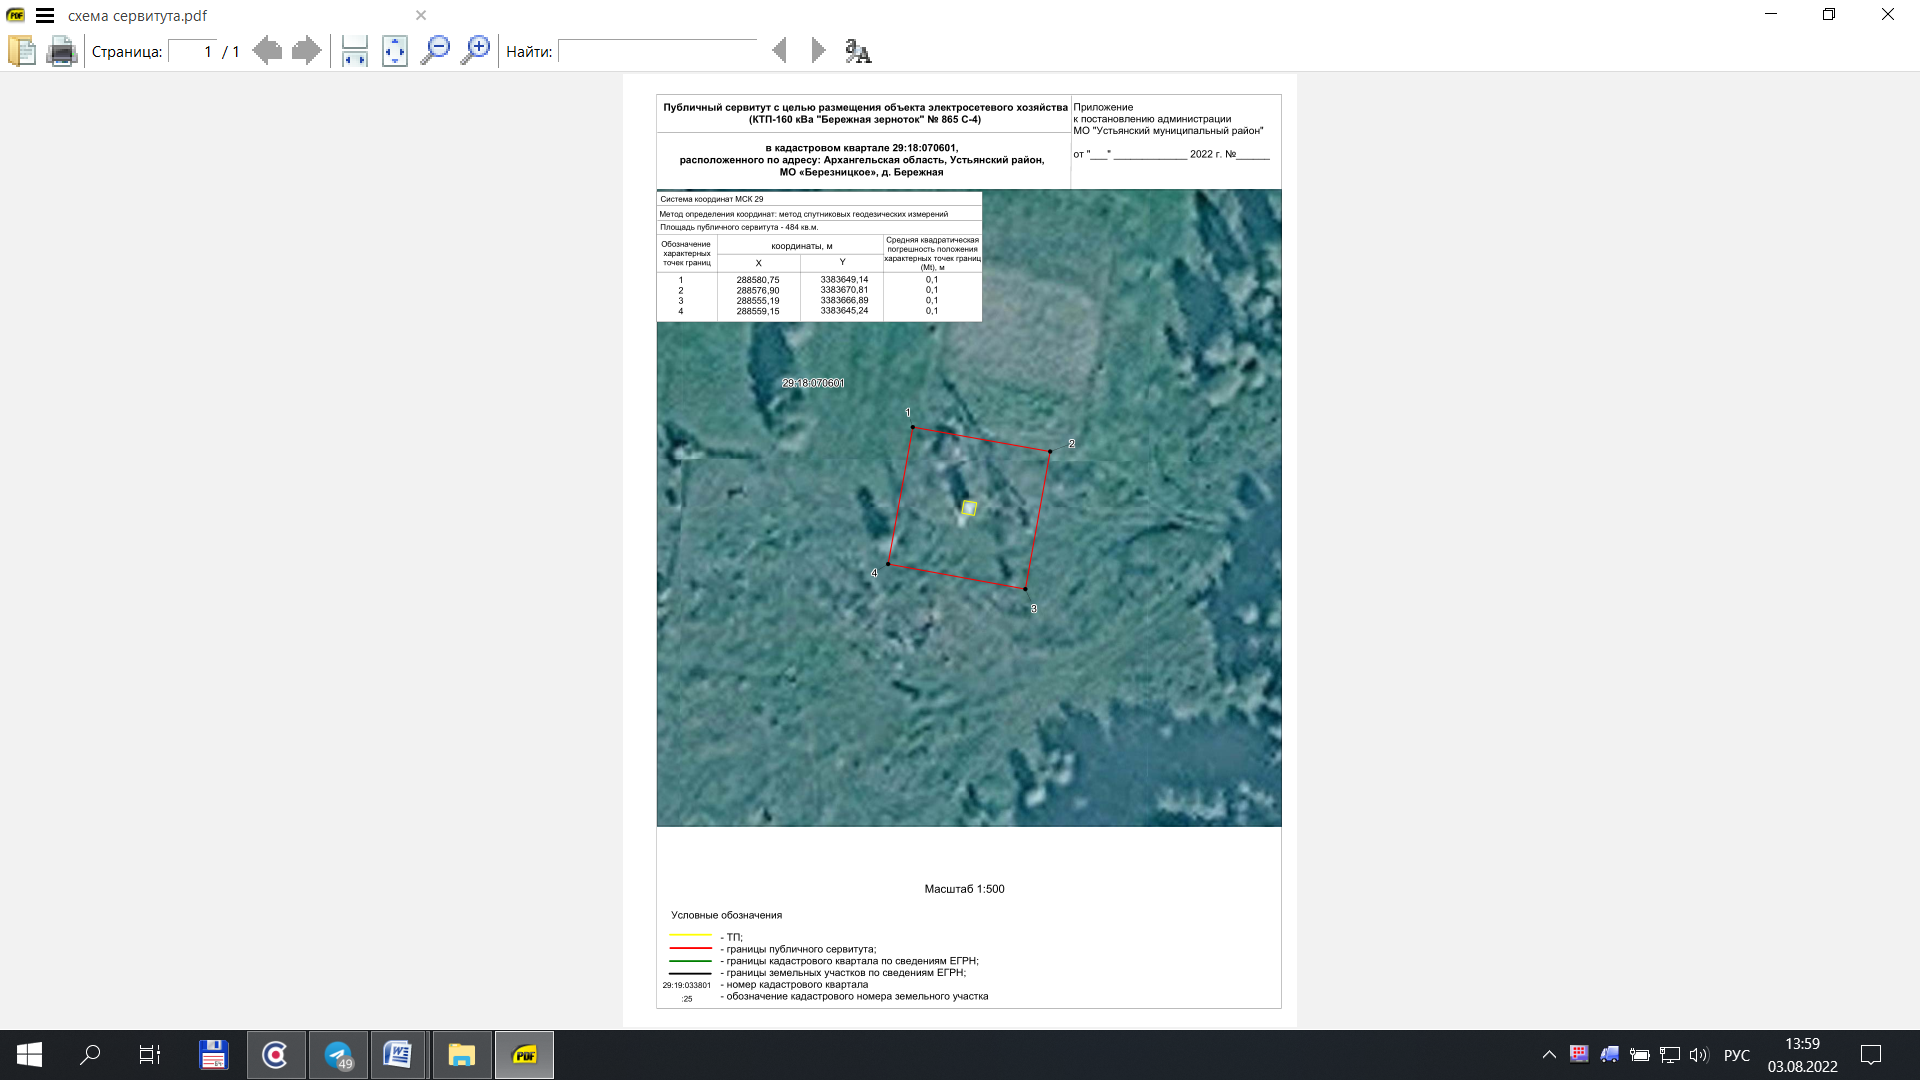 схема сервитута.pdf
Страница: 1 / 1 Найти:
Публичный сервитут с целью размещения объекта электросетевого хозяйства
(КТП-160 кВа "Бережная зерноток" № 865 С-4)
в кадастровом квартале 29:18:070601,
расположенного по адресу: Архангельская область, Устьянский район,
МО «Березницкое», д. Бережная
Приложение
к постановлению администрации
МО "Устьянский муниципальный район"
от "___" _____________ 2022 г. №______
Система координат МСК 29
Метод определения координат: метод спутниковых геодезических измерений
Площадь публичного сервитута - 484 кв.м.
Обозначение
характерных
точек границ
координаты, м
X Y
Средняя квадратическая
погрешность положения
характерных точек границ
(Mt), м
1 288580,75 3383649,14 0,1
2 288576,90 3383670,81 0,1
3 288555,19 3383666,89 0,1
4 288559,15 3383645,24 0,1
29:18:070601
1
2
4
3
Масштаб 1:500
Условные обозначения
- ТП;
- границы публичного сервитута;
- границы кадастрового квартала по сведениям ЕГРН;
- границы земельных участков по сведениям ЕГРН;
29:19:033801 - номер кадастрового квартала
:25 - обозначение кадастрового номера земельного участка
49
PDF
РУС
13:59
03.08.2022